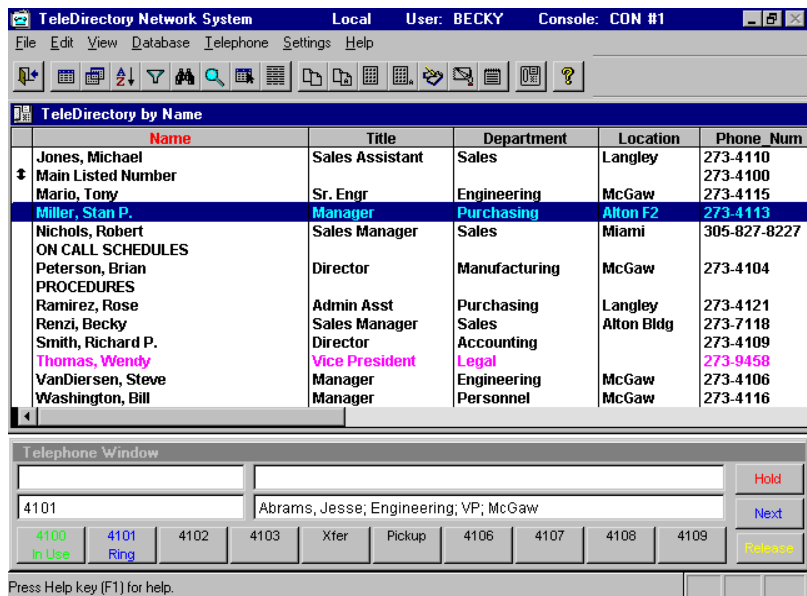 TeleDirectory Network System Local User: BECKY Console: CON #1
File Edit View Database Telephone Settings Help
TeleDirectory by Name
Name Title Department Location Phone_Num
Jones, Michael Sales Assistant Sales Langley 273-4110
Main Listed Number 273-4100
Mario, Tony Sr. Engr Engineering McGaw 273-4115
Miller, Stan P. Manager Purchasing Alton F2 273-4113
Nichols, Robert Sales Manager Sales Miami 305-827-8227
ON CALL SCHEDULES
Peterson, Brian Director Manufacturing McGaw 273-4104
PROCEDURES
Ramirez, Rose Admin Asst Purchasing Langley 273-4121
Renzi, Becky Sales Manager Sales Alton Bldg 273-7118
Smith, Richard P. Director Accounting 273-4109
Thomas, Wendy Vice President Legal 273-9458
VanDiersen, Steve Manager Engineering McGaw 273-4106
Washington, Bill Manager Personnel McGaw 273-4116
Telephone Window
Hold
4101 Abrams, Jesse; Engineering; VP; McGaw Next
4100 4101 4102 4103 Xfer Pickup 4106 4107 4108 4109 Release
In Use Ring
Press Help key (F1) for help.